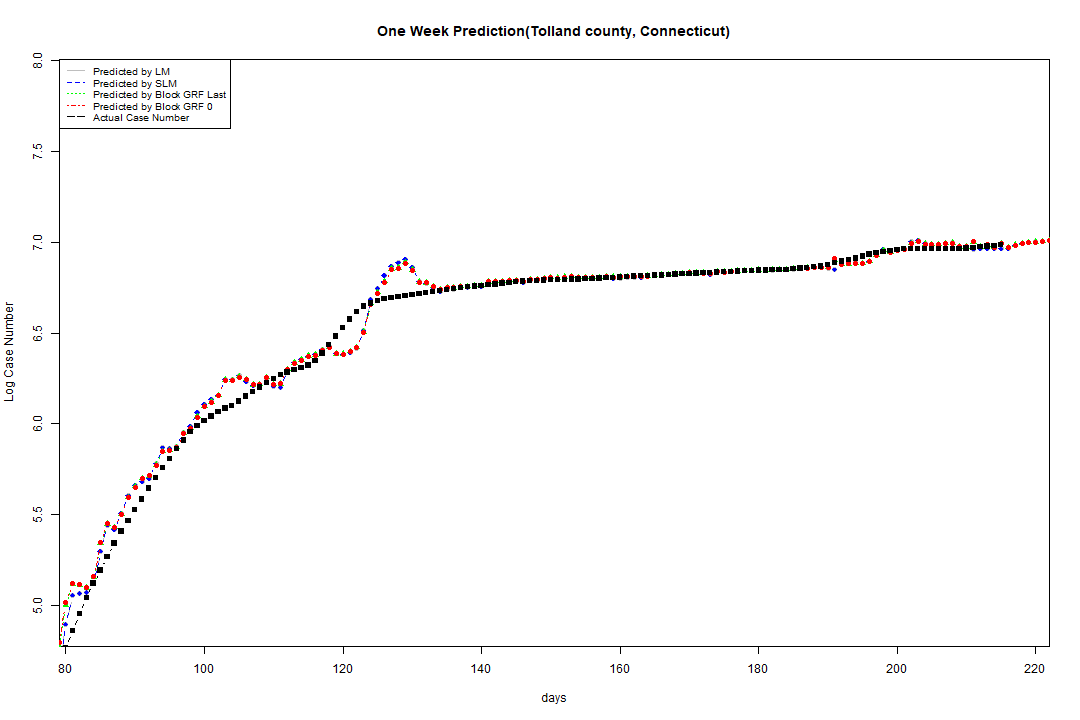 One Week Prediction(Tolland county, Connecticut)
Predicted by LM
Predicted by SLM
Predicted by Block GRF Last
Predicted by Block GRF 0
Actual Case Number
8.0
7.5
7.0
6.5
6.0
5.5
5.0
Log Case Number
80 100 120 140 160 180 200 220
days